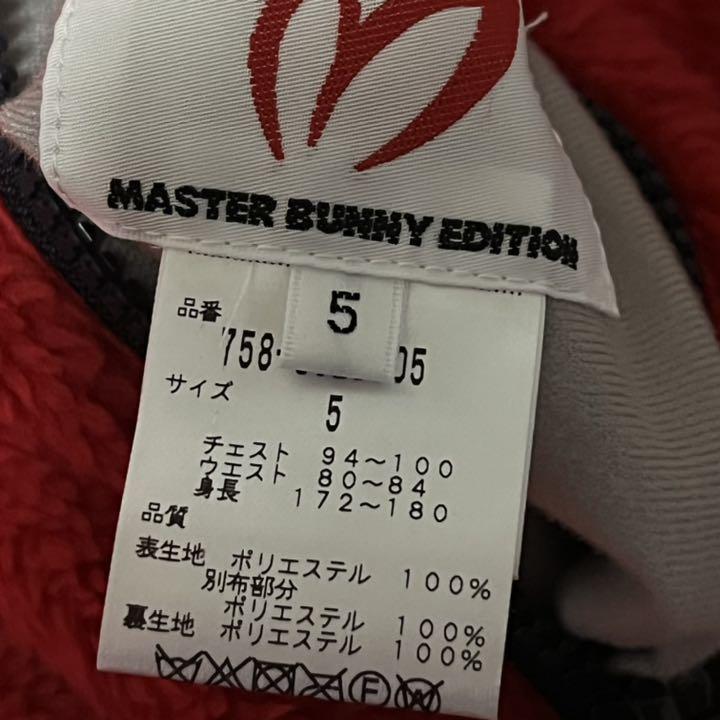 MASTER BUNNY EDITION
5
品番
758- 05
サイズ
5
チェスト 94～100
ウエスト 80～84
身長 172～180
品質
表生地 ポリエステル 100%
別布部分
ポリエステル 100%
裏生地 ポリエステル 100%
F
W